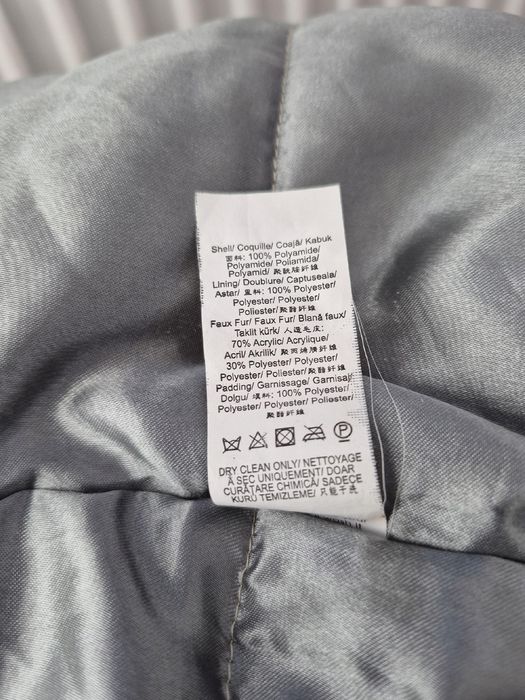 Shell/ Coquille/ Coajă/ Kabuk
面料: 100% Polyamide/
Polyamide/ Poliamida/
Polyamid/ 聚酰胺纤维
Lining/ Doublure/ Captuseala/
Astar/ 里料: 100% Polyester/
Polyester/ Polyester/
Poliester/ 聚酯纤维
Faux Fur/ Faux Fur/ Blană faux/
Taklit kürk/ 人造毛皮:
70% Acrylic/ Acrylique/
Acril/ Akrilik/ 聚丙烯腈纤维
30% Polyester/ Polyester/
Polyester/ Poliester/ 聚酯纤维
Padding/ Garnissage/ Garnisaj/
Dolgu/ 填料: 100% Polyester/
Polyester/ Polyester/ Poliester/
聚酯纤维
DRY CLEAN ONLY/ NETTOYAGE
À SEC UNIQUEMENT/ DOAR
CURĂȚARE CHIMICĂ/ SADECE
KURU TEMİZLEME/ 只能干洗